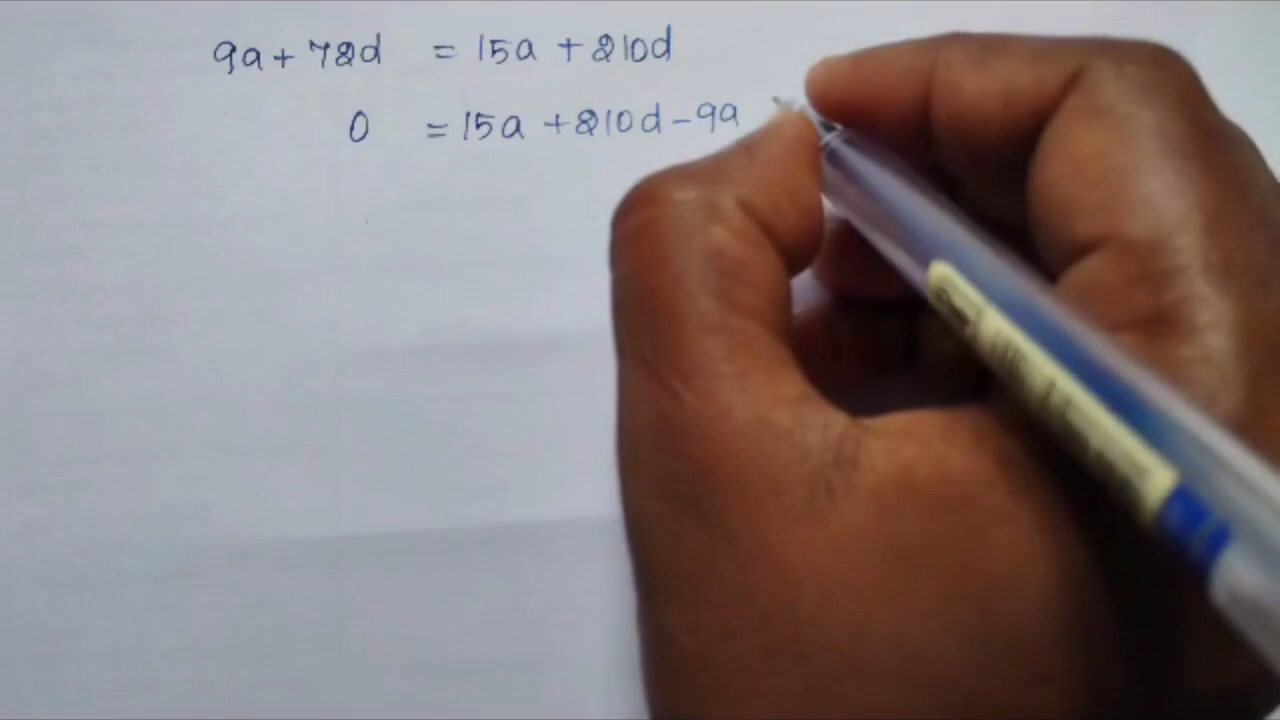 9a + 72d = 15a + 210d
0 = 15a + 210d - 9a